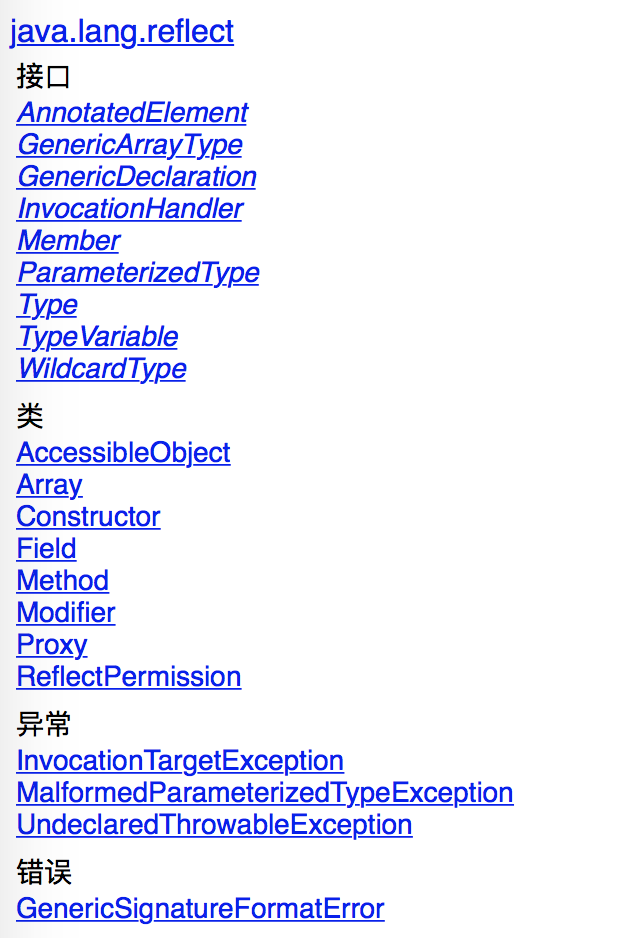 java.lang.reflect
接口
AnnotatedElement
GenericArrayType
GenericDeclaration
InvocationHandler
Member
ParameterizedType
Type
TypeVariable
WildcardType
类
AccessibleObject
Array
Constructor
Field
Method
Modifier
Proxy
ReflectPermission
异常
InvocationTargetException
MalformedParameterizedTypeException
UndeclaredThrowableException
错误
GenericSignatureFormatError